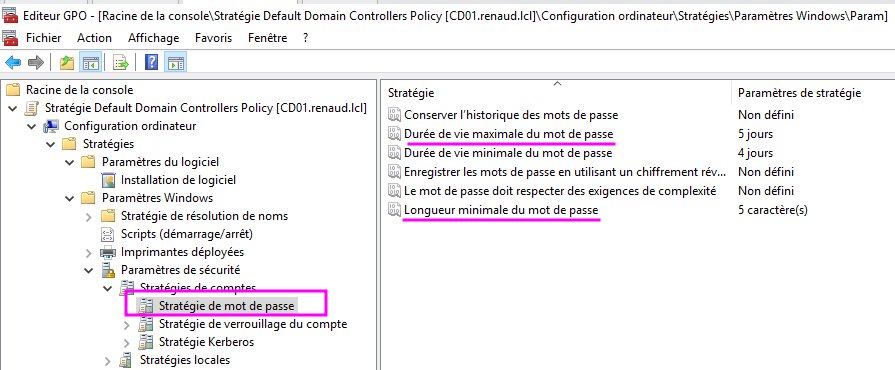 Editeur GPO - [Racine de la console\Stratégie Default Domain Controllers Policy [CD01.renaud.lcl]\Configuration ordinateur\Stratégies\Paramètres Windows\Param]
Fichier Action Affichage Favoris Fenêtre ?
Racine de la console
Stratégie Default Domain Controllers Policy [CD01.renaud.lcl]
Configuration ordinateur
Stratégies
Paramètres du logiciel
Installation de logiciel
Paramètres Windows
Stratégie de résolution de noms
Scripts (démarrage/arrêt)
Imprimantes déployées
Paramètres de sécurité
Stratégies de comptes
Stratégie de mot de passe
Stratégie de verrouillage du compte
Stratégie Kerberos
Stratégies locales
Stratégie Paramètres de stratégie
Conserver l'historique des mots de passe Non défini
Durée de vie maximale du mot de passe 5 jours
Durée de vie minimale du mot de passe 4 jours
Enregistrer les mots de passe en utilisant un chiffrement rév... Non défini
Le mot de passe doit respecter des exigences de complexité Non défini
Longueur minimale du mot de passe 5 caractère(s)